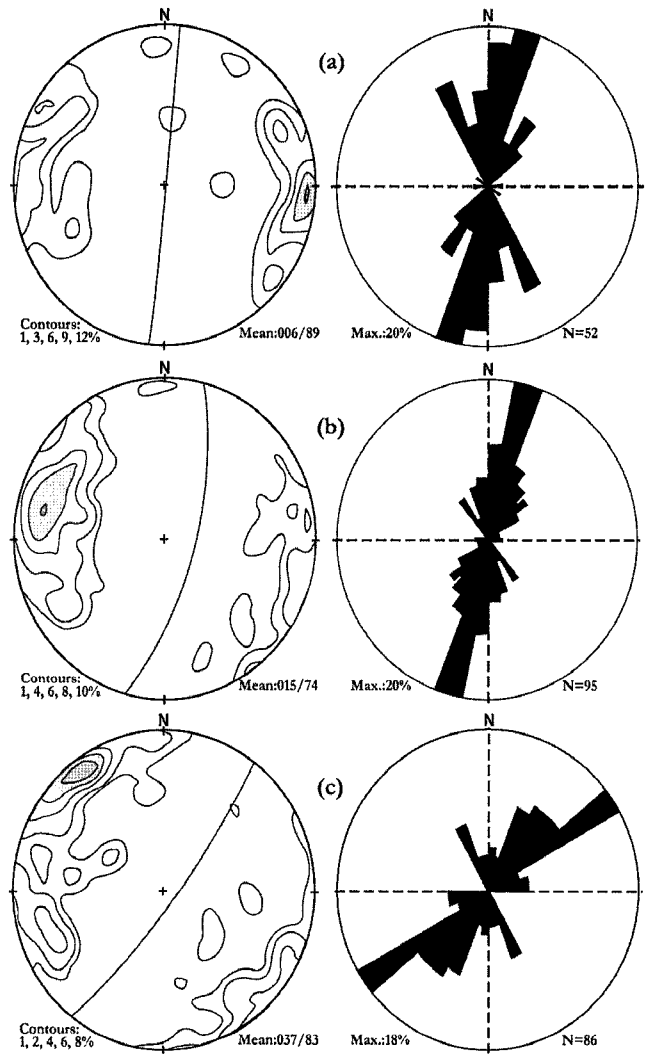 N
N
(a)
Contours:
1, 3, 6, 9, 12%
Mean:006/89
Max.:20%
N=52
N
N
(b)
Contours:
1, 4, 6, 8, 10%
Mean:015/74
Max.:20%
N=95
N
N
(c)
Contours:
1, 2, 4, 6, 8%
Mean:037/83
Max.:18%
N=86